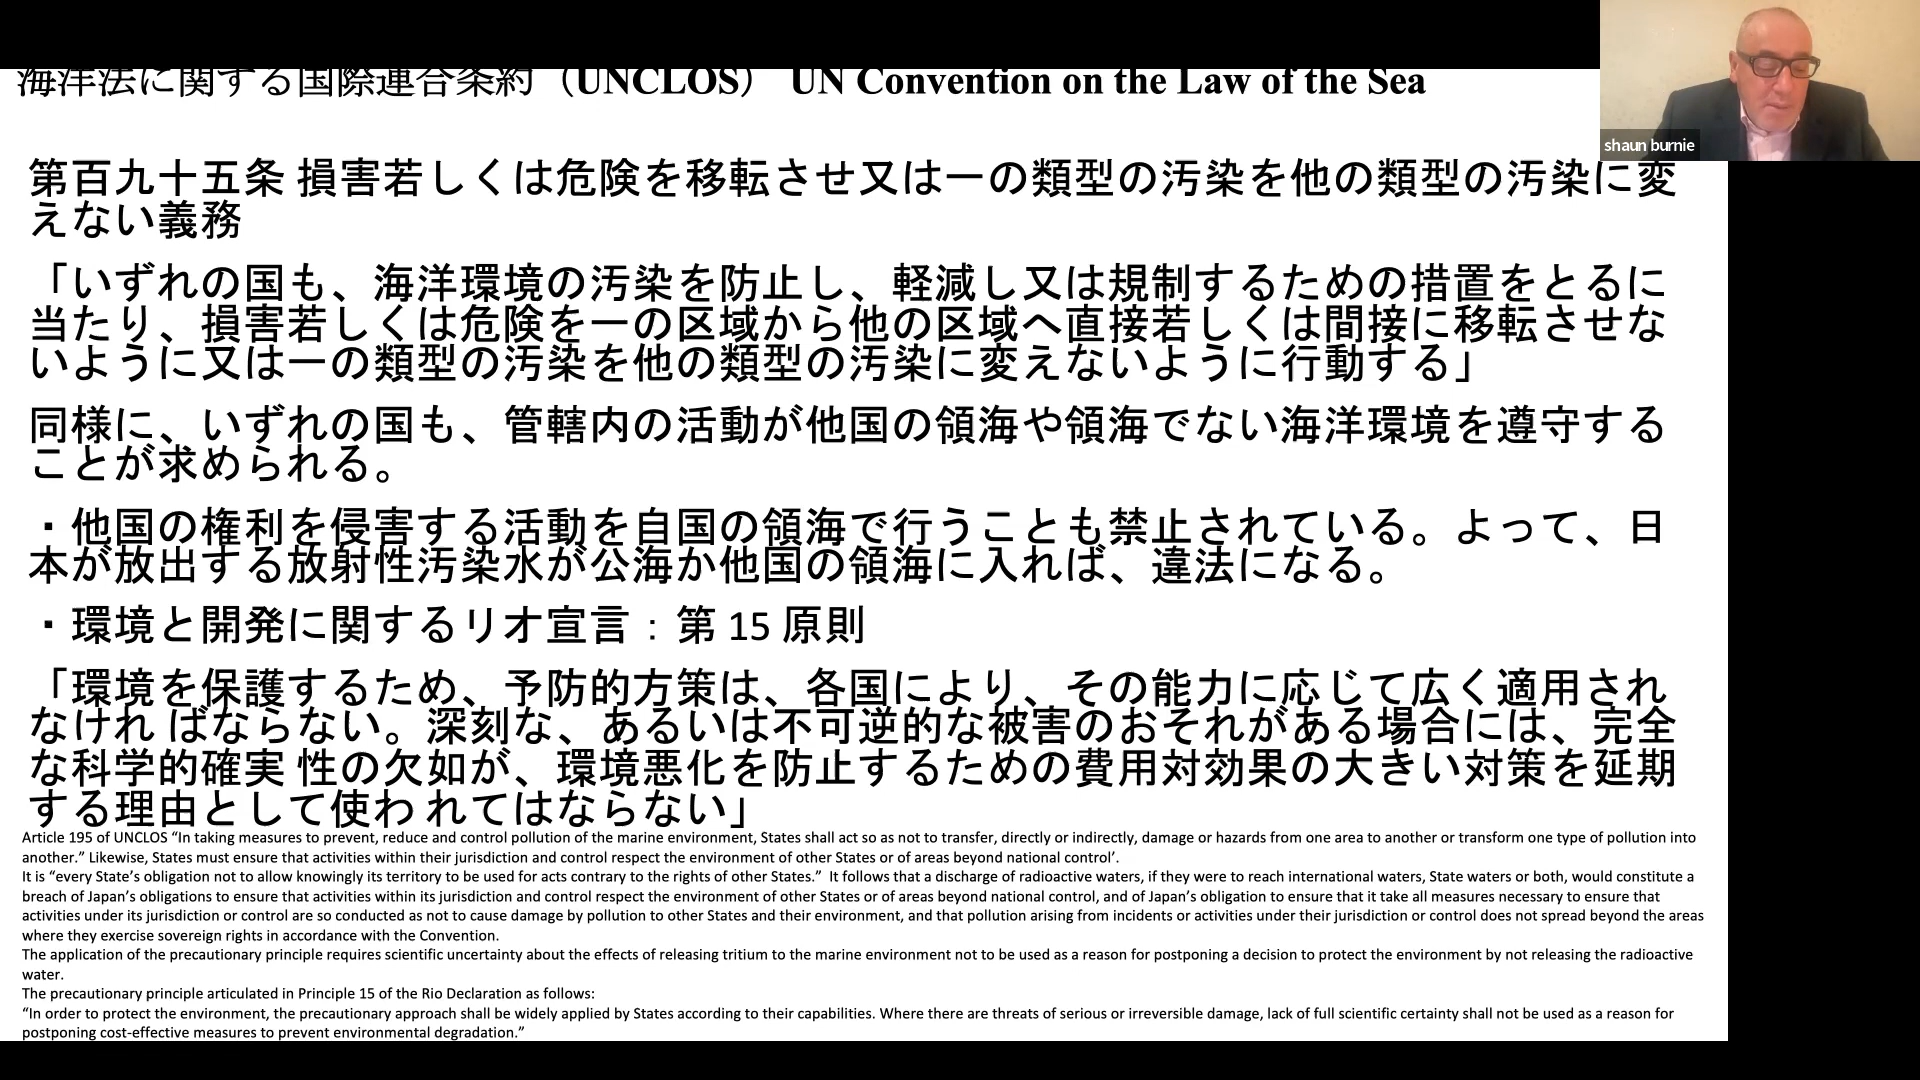 海洋法に関する国際連合条約（UNCLOS） UN Convention on the Law of the Sea
shaun burnie
第百九十五条 損害若しくは危険を移転させ又は一の類型の汚染を他の類型の汚染に変
えない義務
「いずれの国も、海洋環境の汚染を防止し、軽減し又は規制するための措置をとるに
当たり、損害若しくは危険を一の区域から他の区域へ直接若しくは間接に移転させな
いように又は一の類型の汚染を他の類型の汚染に変えないように行動する」
同様に、いずれの国も、管轄内の活動が他国の領海や領海でない海洋環境を遵守する
ことが求められる。
・他国の権利を侵害する活動を自国の領海で行うことも禁止されている。よって、日
本が放出する放射性汚染水が公海か他国の領海に入れば、違法になる。
・環境と開発に関するリオ宣言：第 15 原則
「環境を保護するため、予防的方策は、各国により、その能力に応じて広く適用され
なけれ ばならない。深刻な、あるいは不可逆的な被害のおそれがある場合には、完全
な科学的確実 性の欠如が、環境悪化を防止するための費用対効果の大きい対策を延期
する理由として使わ れてはならない」
Article 195 of UNCLOS “In taking measures to prevent, reduce and control pollution of the marine environment, States shall act so as not to transfer, directly or indirectly, damage or hazards from one area to another or transform one type of pollution into
another.” Likewise, States must ensure that activities within their jurisdiction and control respect the environment of other States or of areas beyond national control’.
It is “every State’s obligation not to allow knowingly its territory to be used for acts contrary to the rights of other States.” It follows that a discharge of radioactive waters, if they were to reach international waters, State waters or both, would constitute a
breach of Japan’s obligations to ensure that activities within its jurisdiction and control respect the environment of other States or of areas beyond national control, and of Japan’s obligation to ensure that it take all measures necessary to ensure that
activities under its jurisdiction or control are so conducted as not to cause damage by pollution to other States and their environment, and that pollution arising from incidents or activities under their jurisdiction or control does not spread beyond the areas
where they exercise sovereign rights in accordance with the Convention.
The application of the precautionary principle requires scientific uncertainty about the effects of releasing tritium to the marine environment not to be used as a reason for postponing a decision to protect the environment by not releasing the radioactive
water.
The precautionary principle articulated in Principle 15 of the Rio Declaration as follows:
“In order to protect the environment, the precautionary approach shall be widely applied by States according to their capabilities. Where there are threats of serious or irreversible damage, lack of full scientific certainty shall not be used as a reason for
postponing cost-effective measures to prevent environmental degradation.”